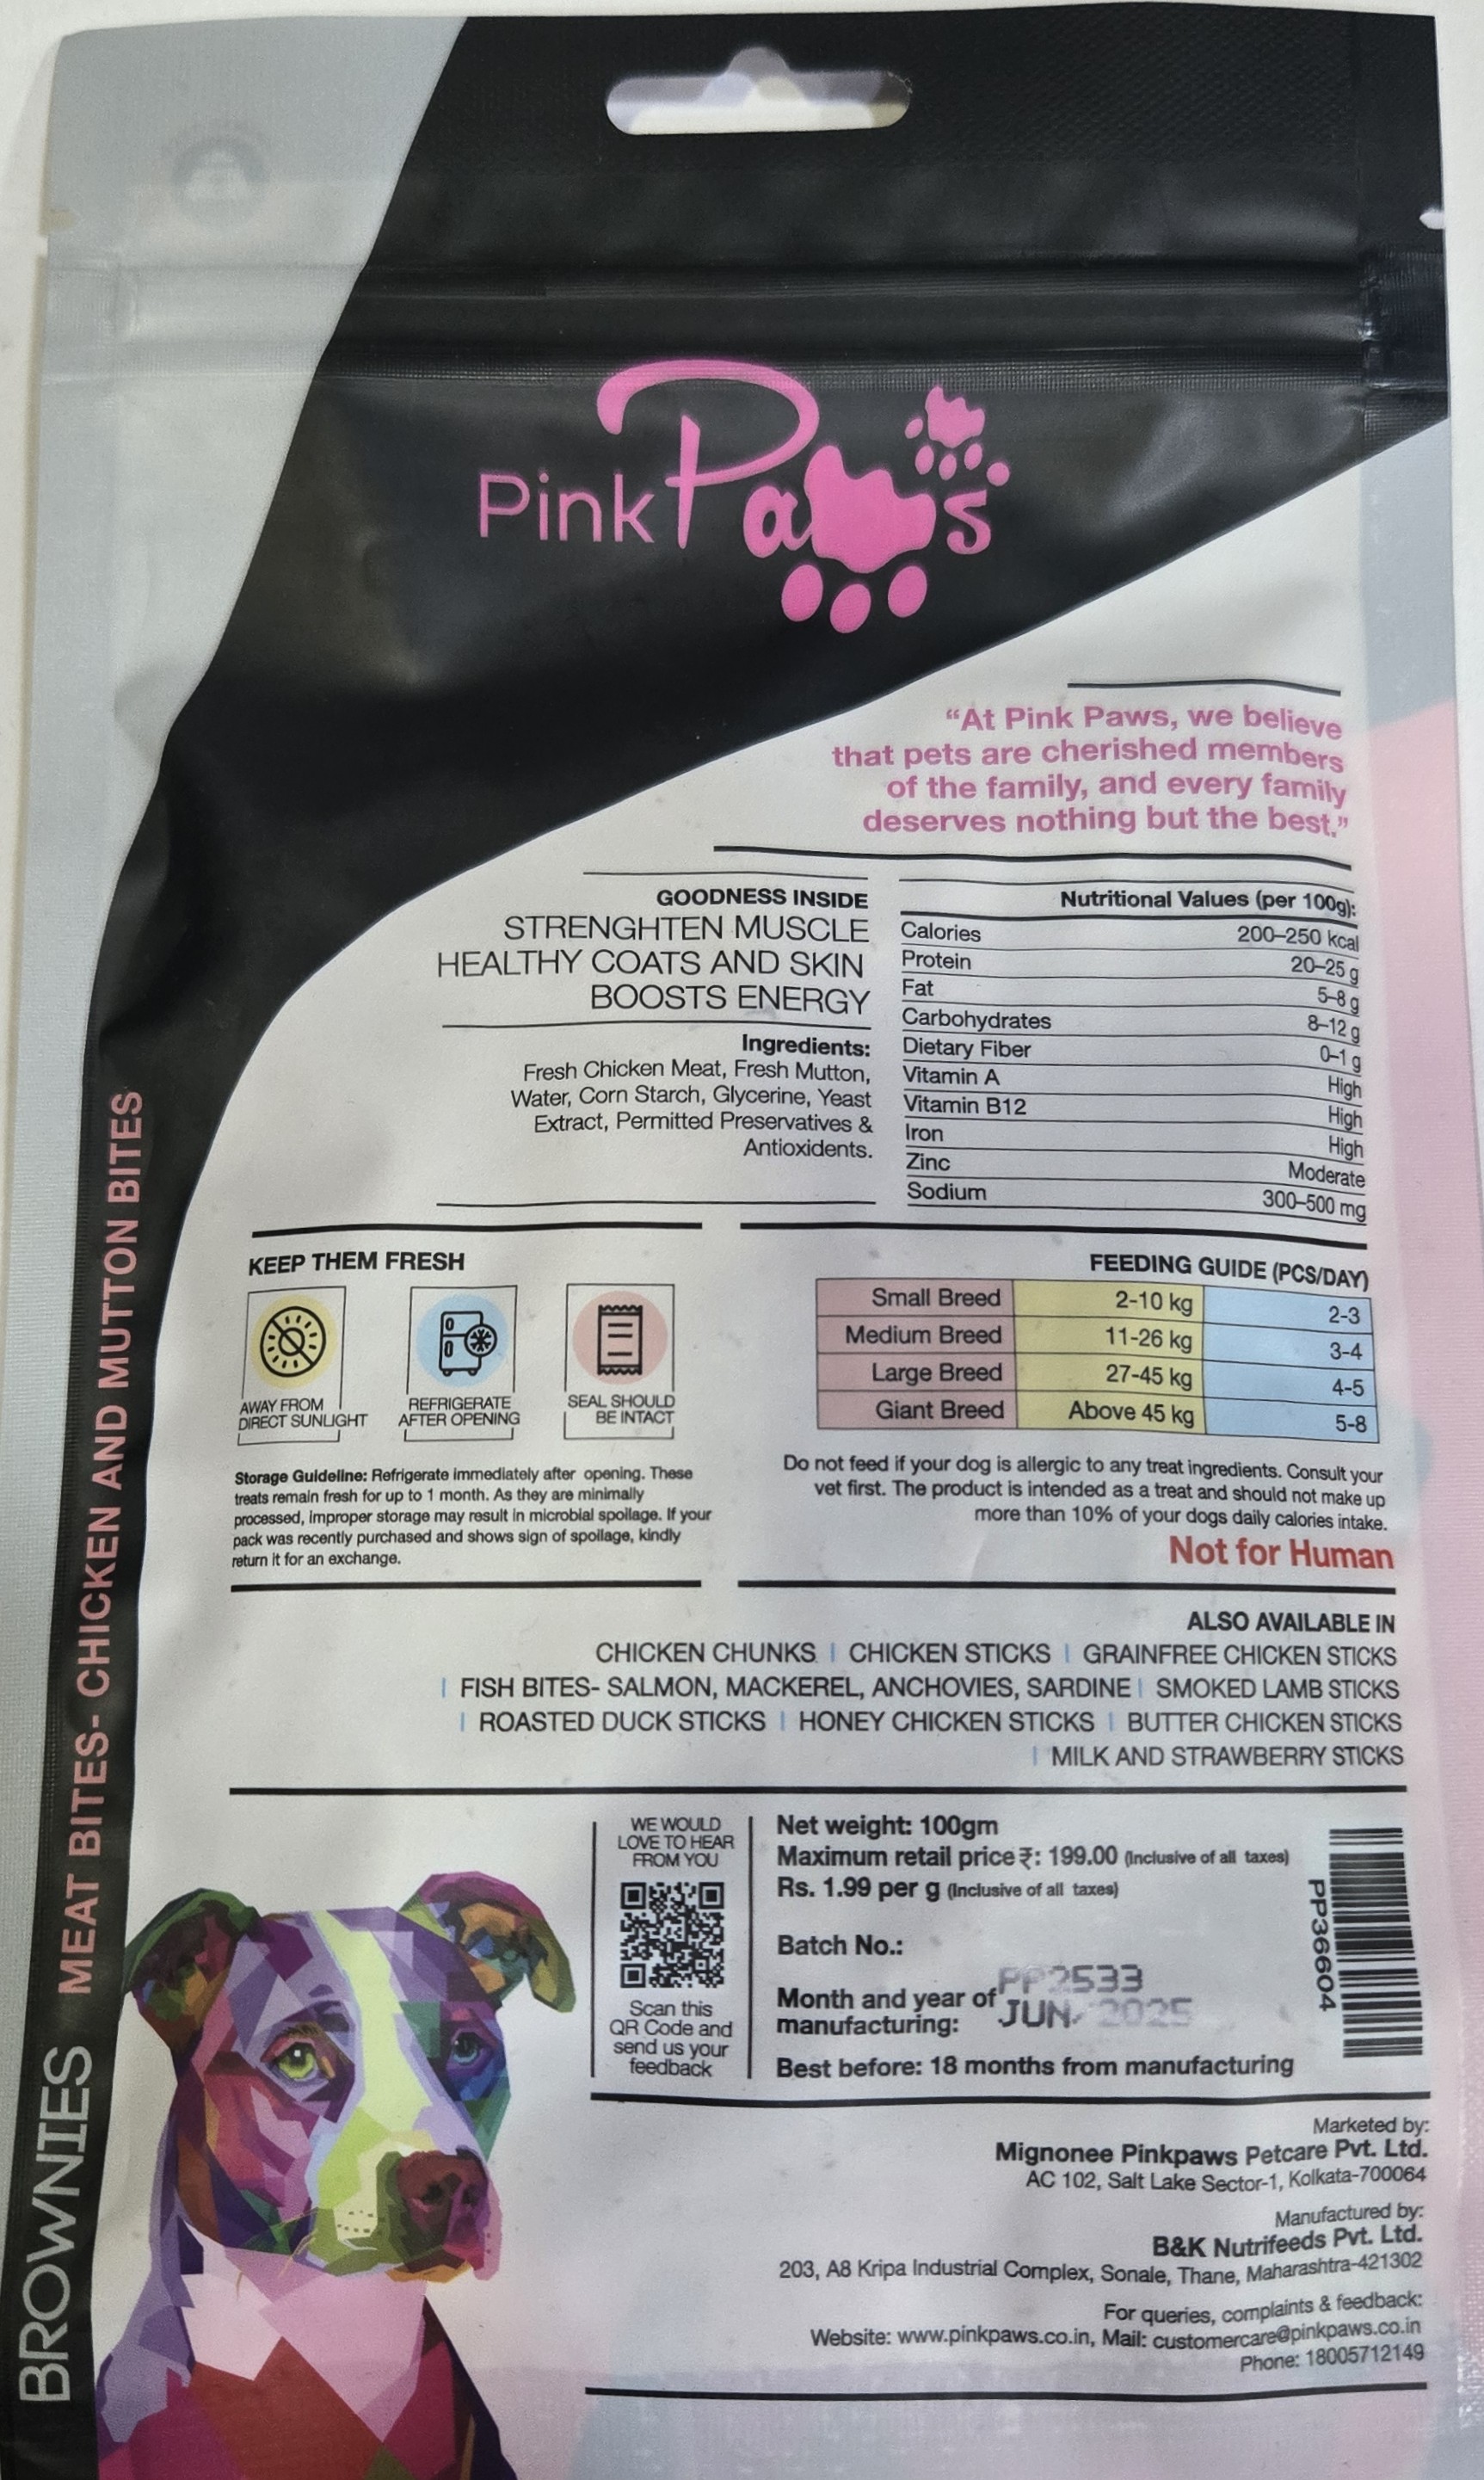 Pink Paws
“At Pink Paws, we believe
that pets are cherished members
of the family, and every family
deserves nothing but the best.”
GOODNESS INSIDE
STRENGHTEN MUSCLE
HEALTHY COATS AND SKIN
BOOSTS ENERGY
Ingredients:
Fresh Chicken Meat, Fresh Mutton,
Water, Corn Starch, Glycerine, Yeast
Extract, Permitted Preservatives &
Antioxidents.
Nutritional Values (per 100g):
Calories 200–250 kcal
Protein 20–25 g
Fat 5–8 g
Carbohydrates 8–12 g
Dietary Fiber 0–1 g
Vitamin A High
Vitamin B12 High
Iron High
Zinc Moderate
Sodium 300–500 mg
KEEP THEM FRESH
AWAY FROM
DIRECT SUNLIGHT
REFRIGERATE
AFTER OPENING
SEAL SHOULD
BE INTACT
Storage Guideline: Refrigerate immediately after opening. These
treats remain fresh for up to 1 month. As they are minimally
processed, improper storage may result in microbial spoilage. If your
pack was recently purchased and shows sign of spoilage, kindly
return it for an exchange.
FEEDING GUIDE (PCS/DAY)
Small Breed 2-10 kg 2-3
Medium Breed 11-26 kg 3-4
Large Breed 27-45 kg 4-5
Giant Breed Above 45 kg 5-8
Do not feed if your dog is allergic to any treat ingredients. Consult your
vet first. The product is intended as a treat and should not make up
more than 10% of your dogs daily calories intake.
Not for Human
ALSO AVAILABLE IN
CHICKEN CHUNKS | CHICKEN STICKS | GRAINFREE CHICKEN STICKS
| FISH BITES- SALMON, MACKEREL, ANCHOVIES, SARDINE | SMOKED LAMB STICKS
| ROASTED DUCK STICKS | HONEY CHICKEN STICKS | BUTTER CHICKEN STICKS
| MILK AND STRAWBERRY STICKS
WE WOULD
LOVE TO HEAR
FROM YOU
Scan this
QR Code and
send us your
feedback
Net weight: 100gm
Maximum retail price ₹: 199.00 (Inclusive of all taxes)
Rs. 1.99 per g (Inclusive of all taxes)
Batch No.:
PP2533
Month and year of
manufacturing:
JUN/2025
Best before: 18 months from manufacturing
PP36604
Marketed by:
Mignonee Pinkpaws Petcare Pvt. Ltd.
AC 102, Salt Lake Sector-1, Kolkata-700064
Manufactured by:
B&K Nutrifeeds Pvt. Ltd.
203, A8 Kripa Industrial Complex, Sonale, Thane, Maharashtra-421302
For queries, complaints & feedback:
Website: www.pinkpaws.co.in, Mail: customercare@pinkpaws.co.in
Phone: 18005712149
BROWNIES MEAT BITES- CHICKEN AND MUTTON BITES